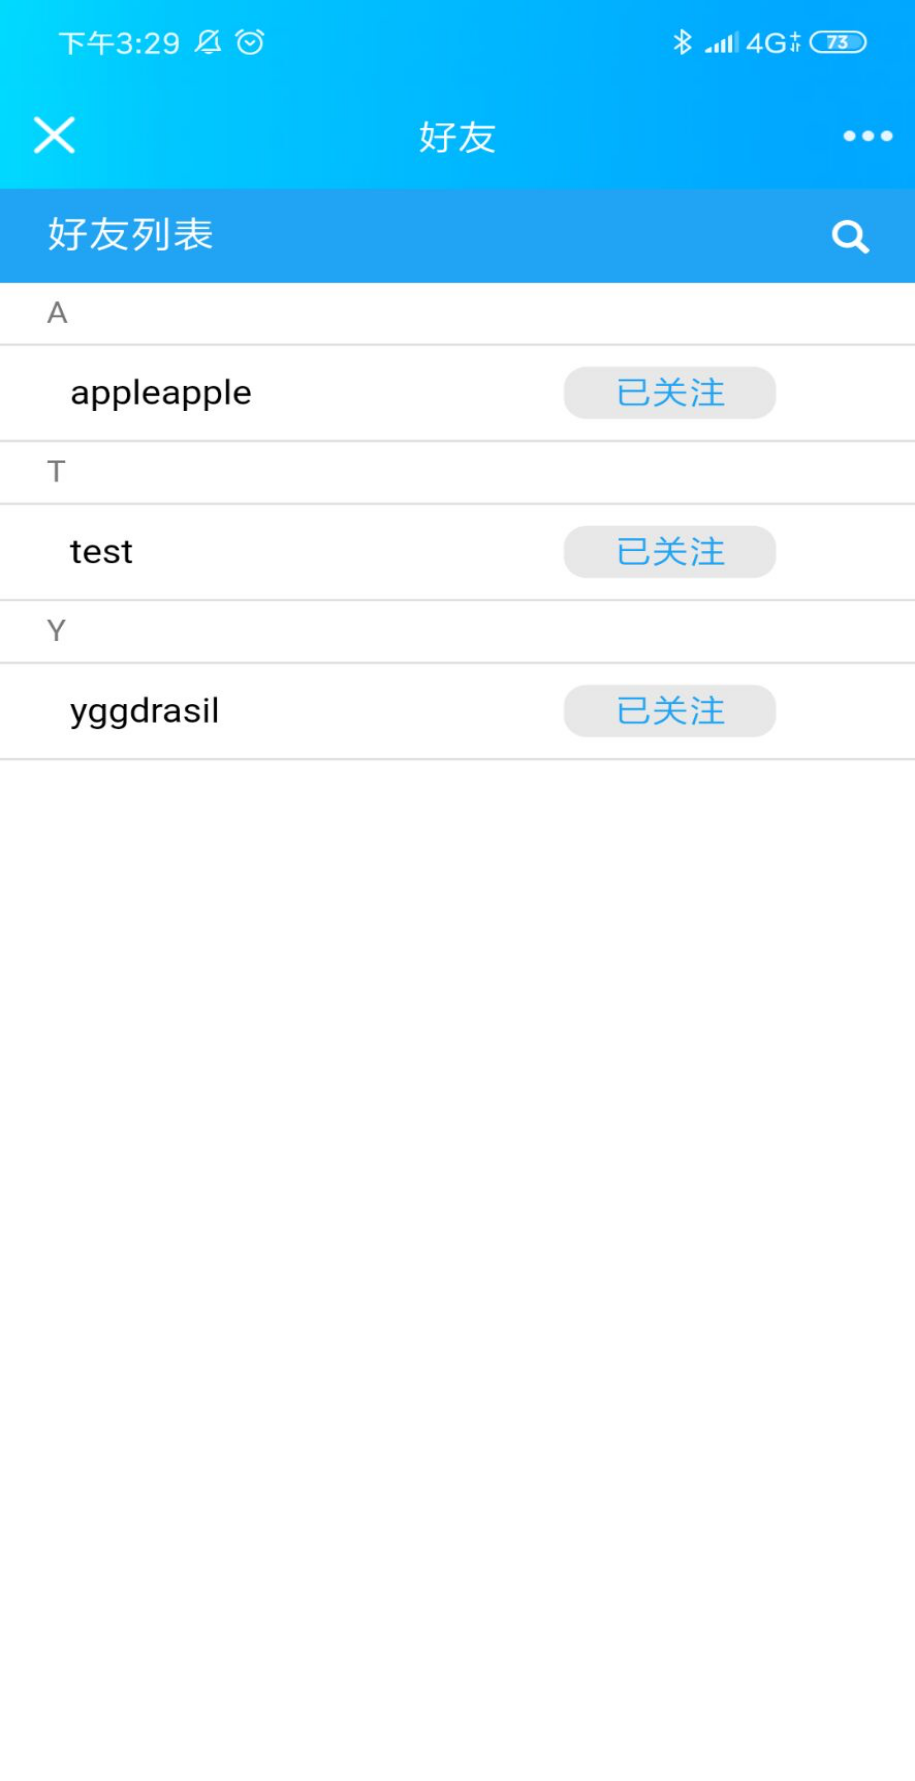 下午3:29 4G 73
好友
好友列表
A
appleapple 已关注
T
test 已关注
Y
yggdrasil 已关注